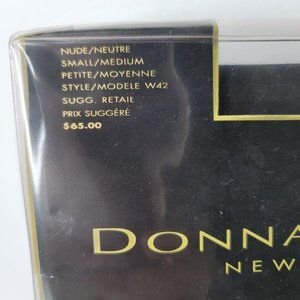 NUDE/NEUTRE
SMALL/MEDIUM
PETITE/MOYENNE
STYLE/MODELE W42
SUGG. RETAIL
PRIX SUGGÉRÉ
$65.00
DONNA
NEW